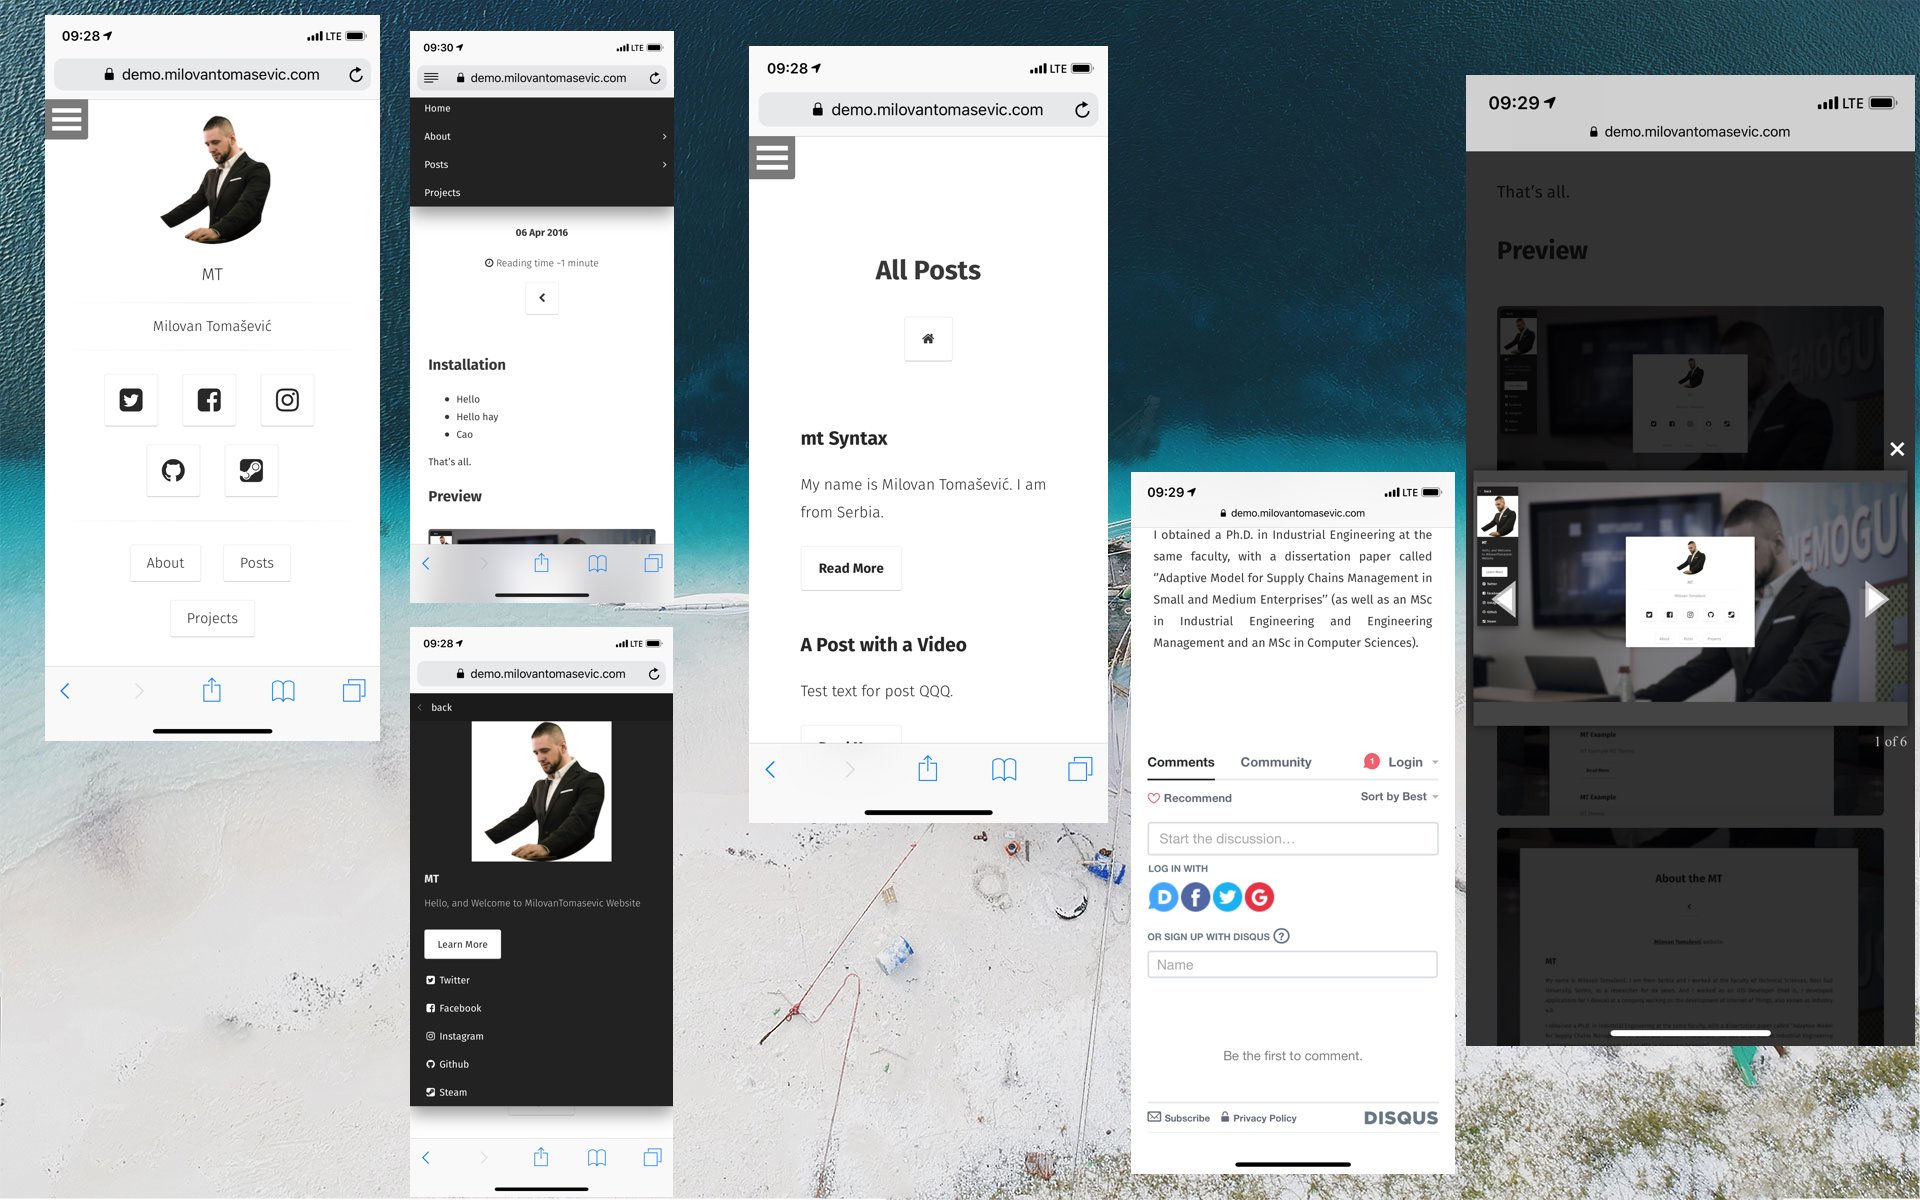 09:28
LTE
demo.milovantomasevic.com
MT
Milovan Tomašević
About
Posts
Projects
09:30
LTE
demo.milovantomasevic.com
Home
About
Posts
Projects
06 Apr 2016
Reading time ~1 minute
Installation
Hello
Hello hay
Cao
That's all.
Preview
09:28
LTE
demo.milovantomasevic.com
back
MT
Hello, and Welcome to MilovanTomasevic Website
Learn More
Twitter
Facebook
Instagram
Github
Steam
09:28
LTE
demo.milovantomasevic.com
All Posts
mt Syntax
My name is Milovan Tomašević. I am
from Serbia.
Read More
A Post with a Video
Test text for post QQQ.
09:29
LTE
demo.milovantomasevic.com
I obtained a Ph.D. in Industrial Engineering at the
same faculty, with a dissertation paper called
“Adaptive Model for Supply Chains Management in
Small and Medium Enterprises” (as well as an MSc
in Industrial Engineering and Engineering
Management and an MSc in Computer Sciences).
Comments
Community
1
Login
Recommend
Sort by Best
Start the discussion...
LOG IN WITH
OR SIGN UP WITH DISQUS ?
Name
Be the first to comment.
Subscribe
Privacy Policy
DISQUS
09:29
LTE
demo.milovantomasevic.com
That's all.
Preview
1 of 6
MT Example
About the MT
MT